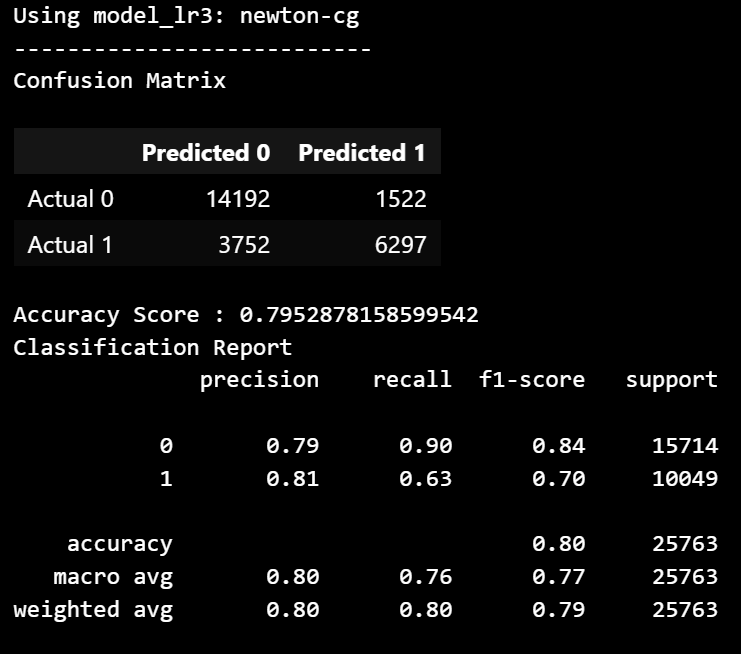 Using model_lr3: newton-cg
---------------------------
Confusion Matrix
Predicted 0 Predicted 1
Actual 0 14192 1522
Actual 1 3752 6297
Accuracy Score : 0.7952878158599542
Classification Report
precision recall f1-score support
0 0.79 0.90 0.84 15714
1 0.81 0.63 0.70 10049
accuracy 0.80 25763
macro avg 0.80 0.76 0.77 25763
weighted avg 0.80 0.80 0.79 25763